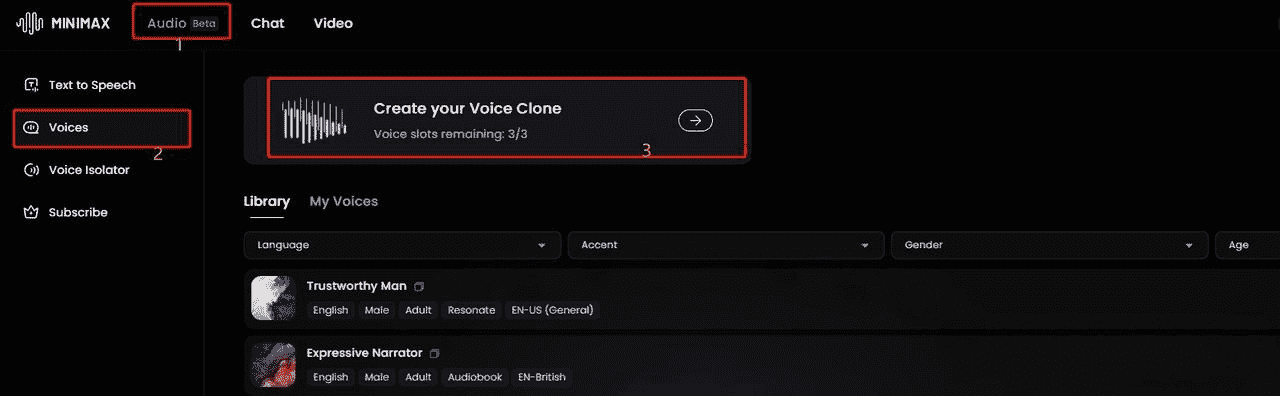 MINIMAX Audio Beta Chat Video
1
Text to Speech
Voices
2
Voice Isolator
Subscribe
Create your Voice Clone
Voice slots remaining: 3/3
3
Library My Voices
Language Accent Gender Age
Trustworthy Man
English Male Adult Resonate EN-US (General)
Expressive Narrator
English Male Adult Audiobook EN-British